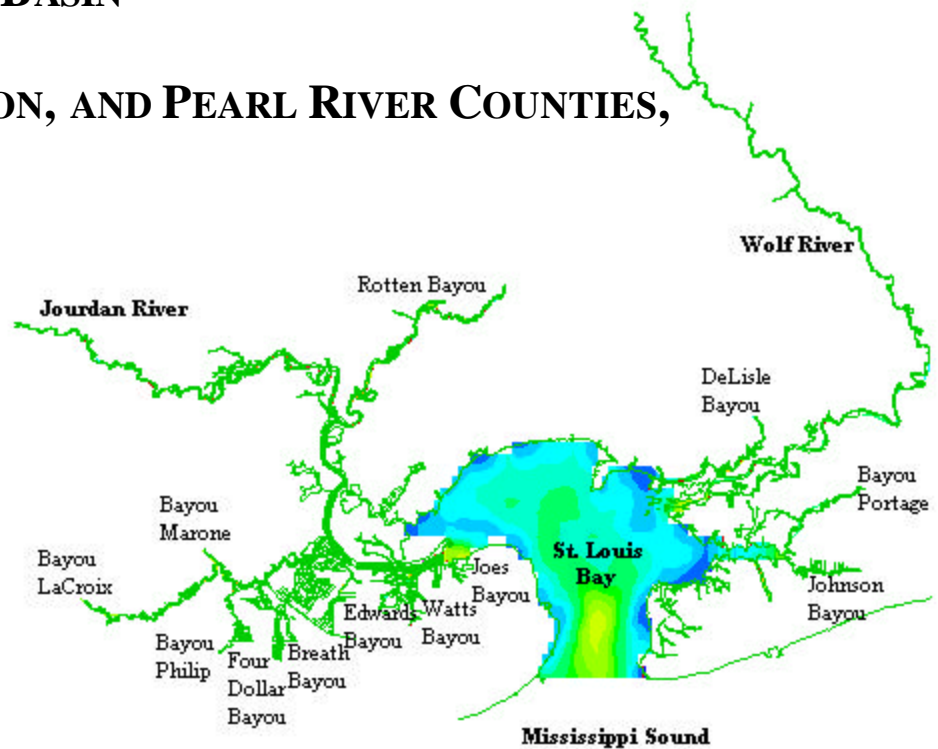 BASIN
ON, AND PEARL RIVER COUNTIES,
Wolf River
Rotten Bayou
Jourdan River
DeLisle
Bayou
Bayou
Portage
Bayou
Marone
St. Louis
Bay
Bayou
LaCroix
Joes
Bayou
Johnson
Bayou
Edwards
Bayou
Watts
Bayou
Bayou
Philip
Four
Dollar
Bayou
Breath
Bayou
Mississippi Sound